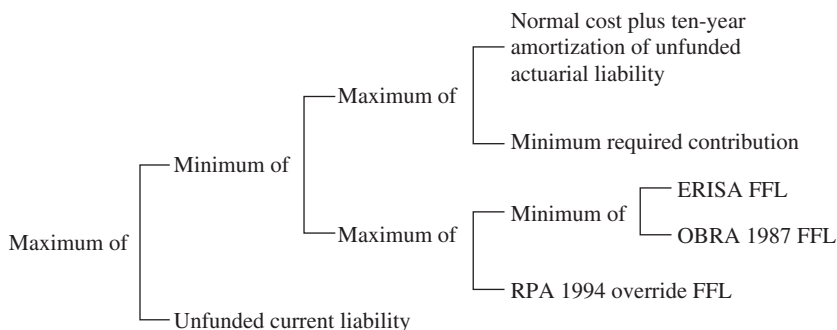 Normal cost plus ten-year
amortization of unfunded
actuarial liability
Maximum of
Minimum required contribution
Minimum of
ERISA FFL
Maximum of
Minimum of
OBRA 1987 FFL
Maximum of
RPA 1994 override FFL
Unfunded current liability